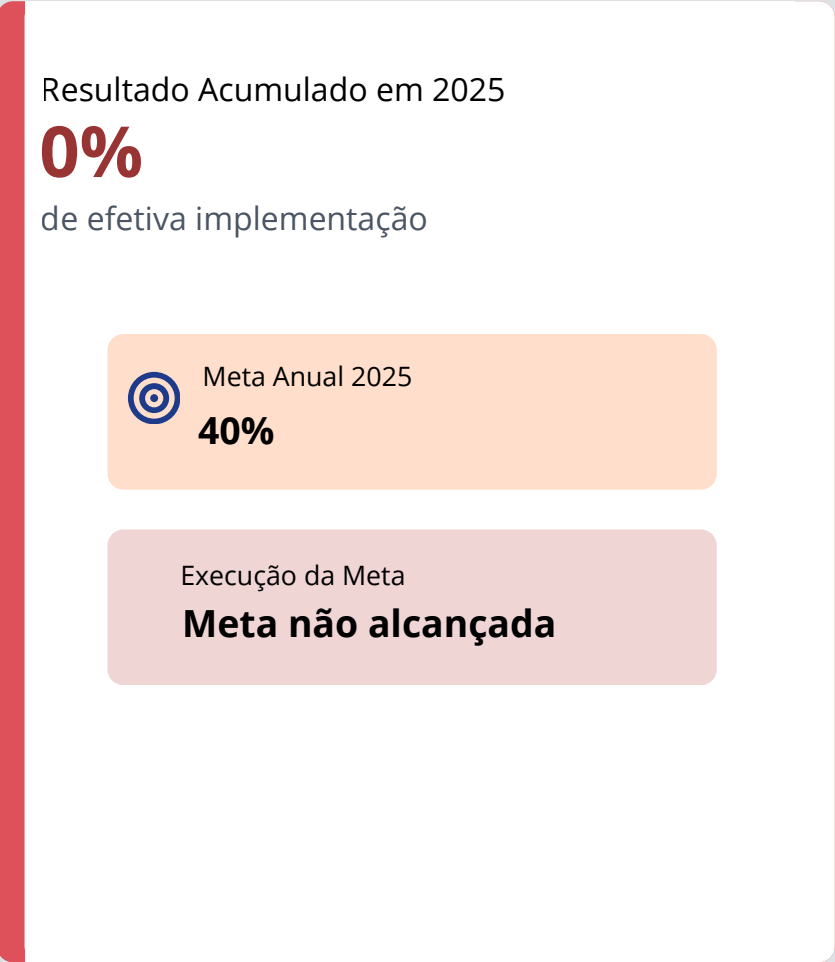 Resultado Acumulado em 2025
0%
de efetiva implementação
Meta Anual 2025
40%
Execução da Meta
Meta não alcançada